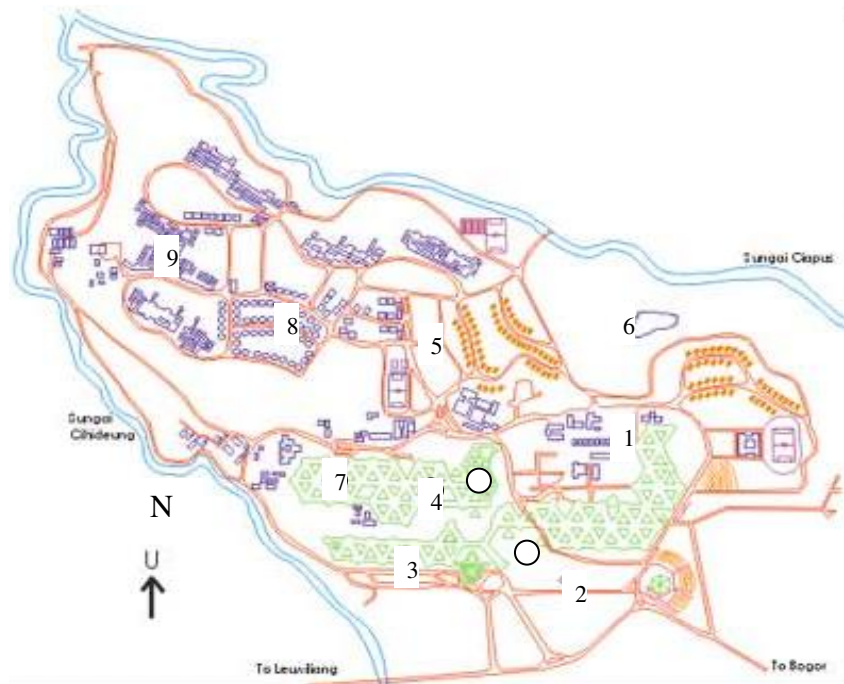 Sungai Ciapus
9
8
6
5
Sungai
Cihideung
1
7
4
N
U
3
2
To Leuwiliang
To Bogor